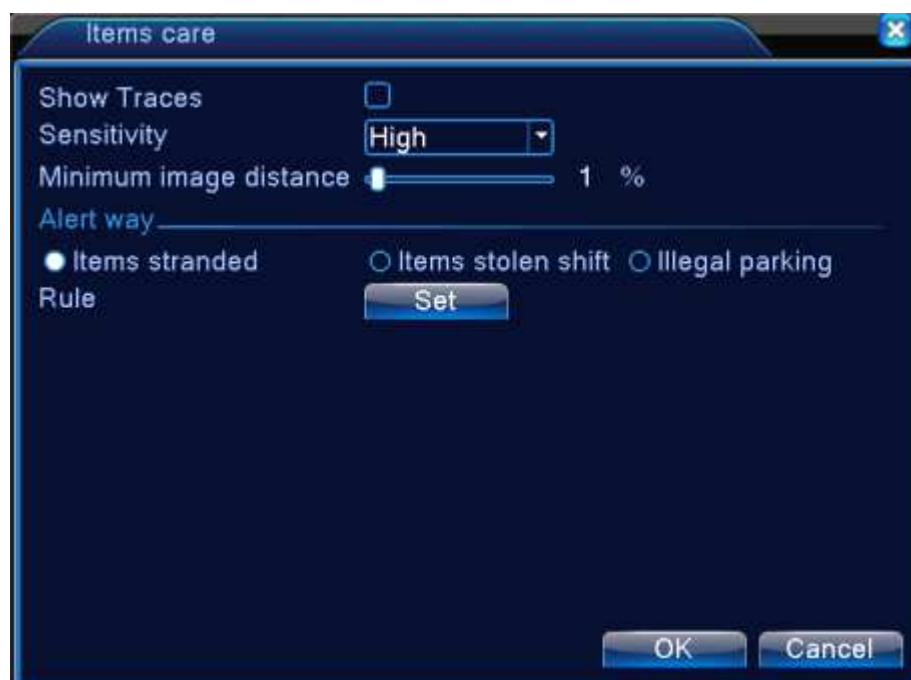 Items care
Show Traces
Sensitivity High
Minimum image distance 1 %
Alert way
Items stranded Items stolen shift Illegal parking
Rule Set
OK Cancel